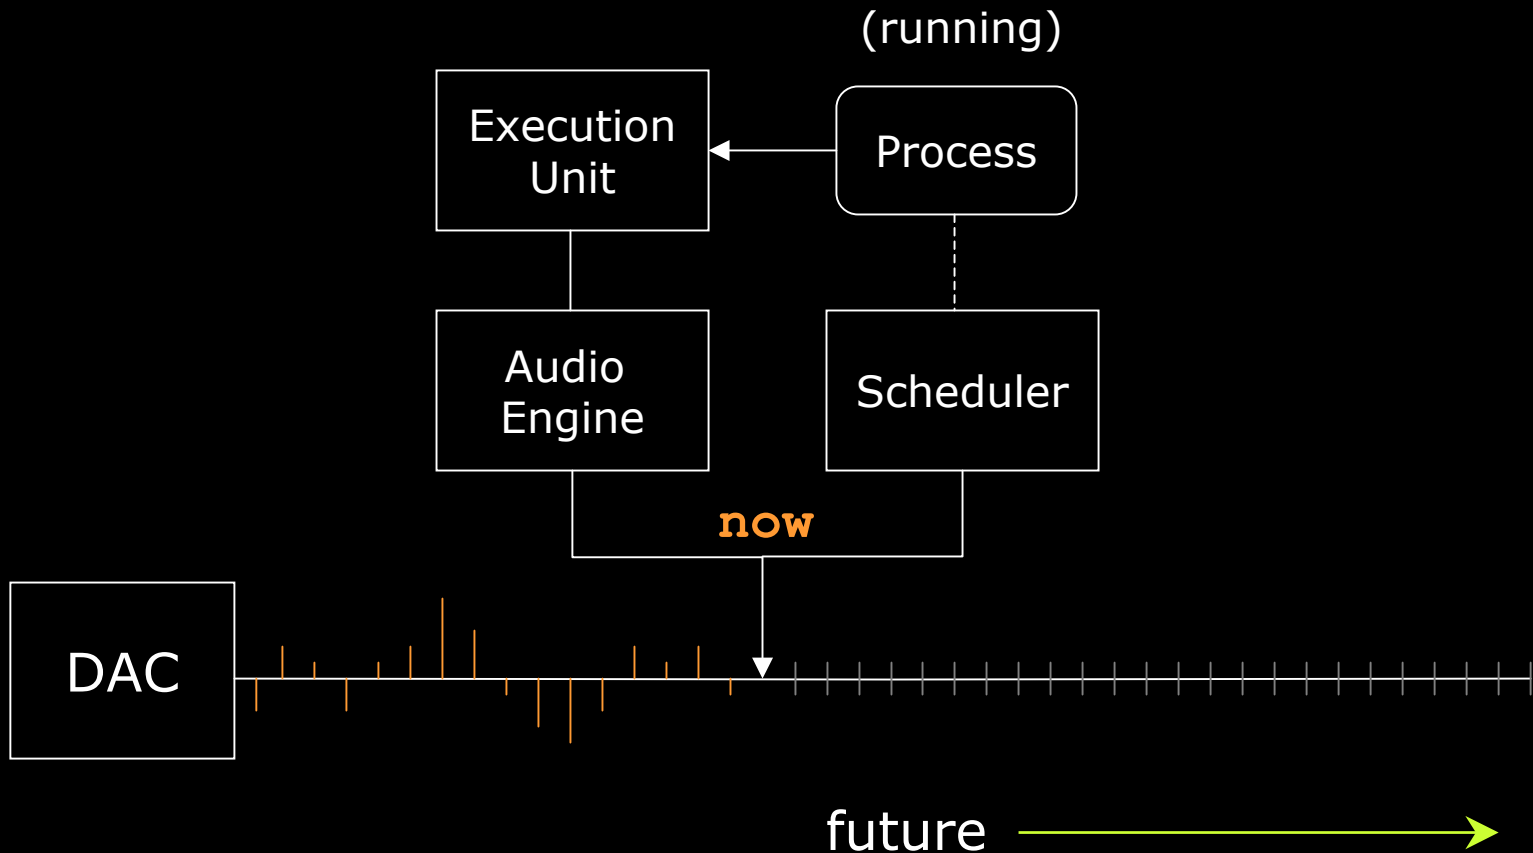 (running)
Execution
Unit
Process
Audio
Engine
Scheduler
now
DAC
future